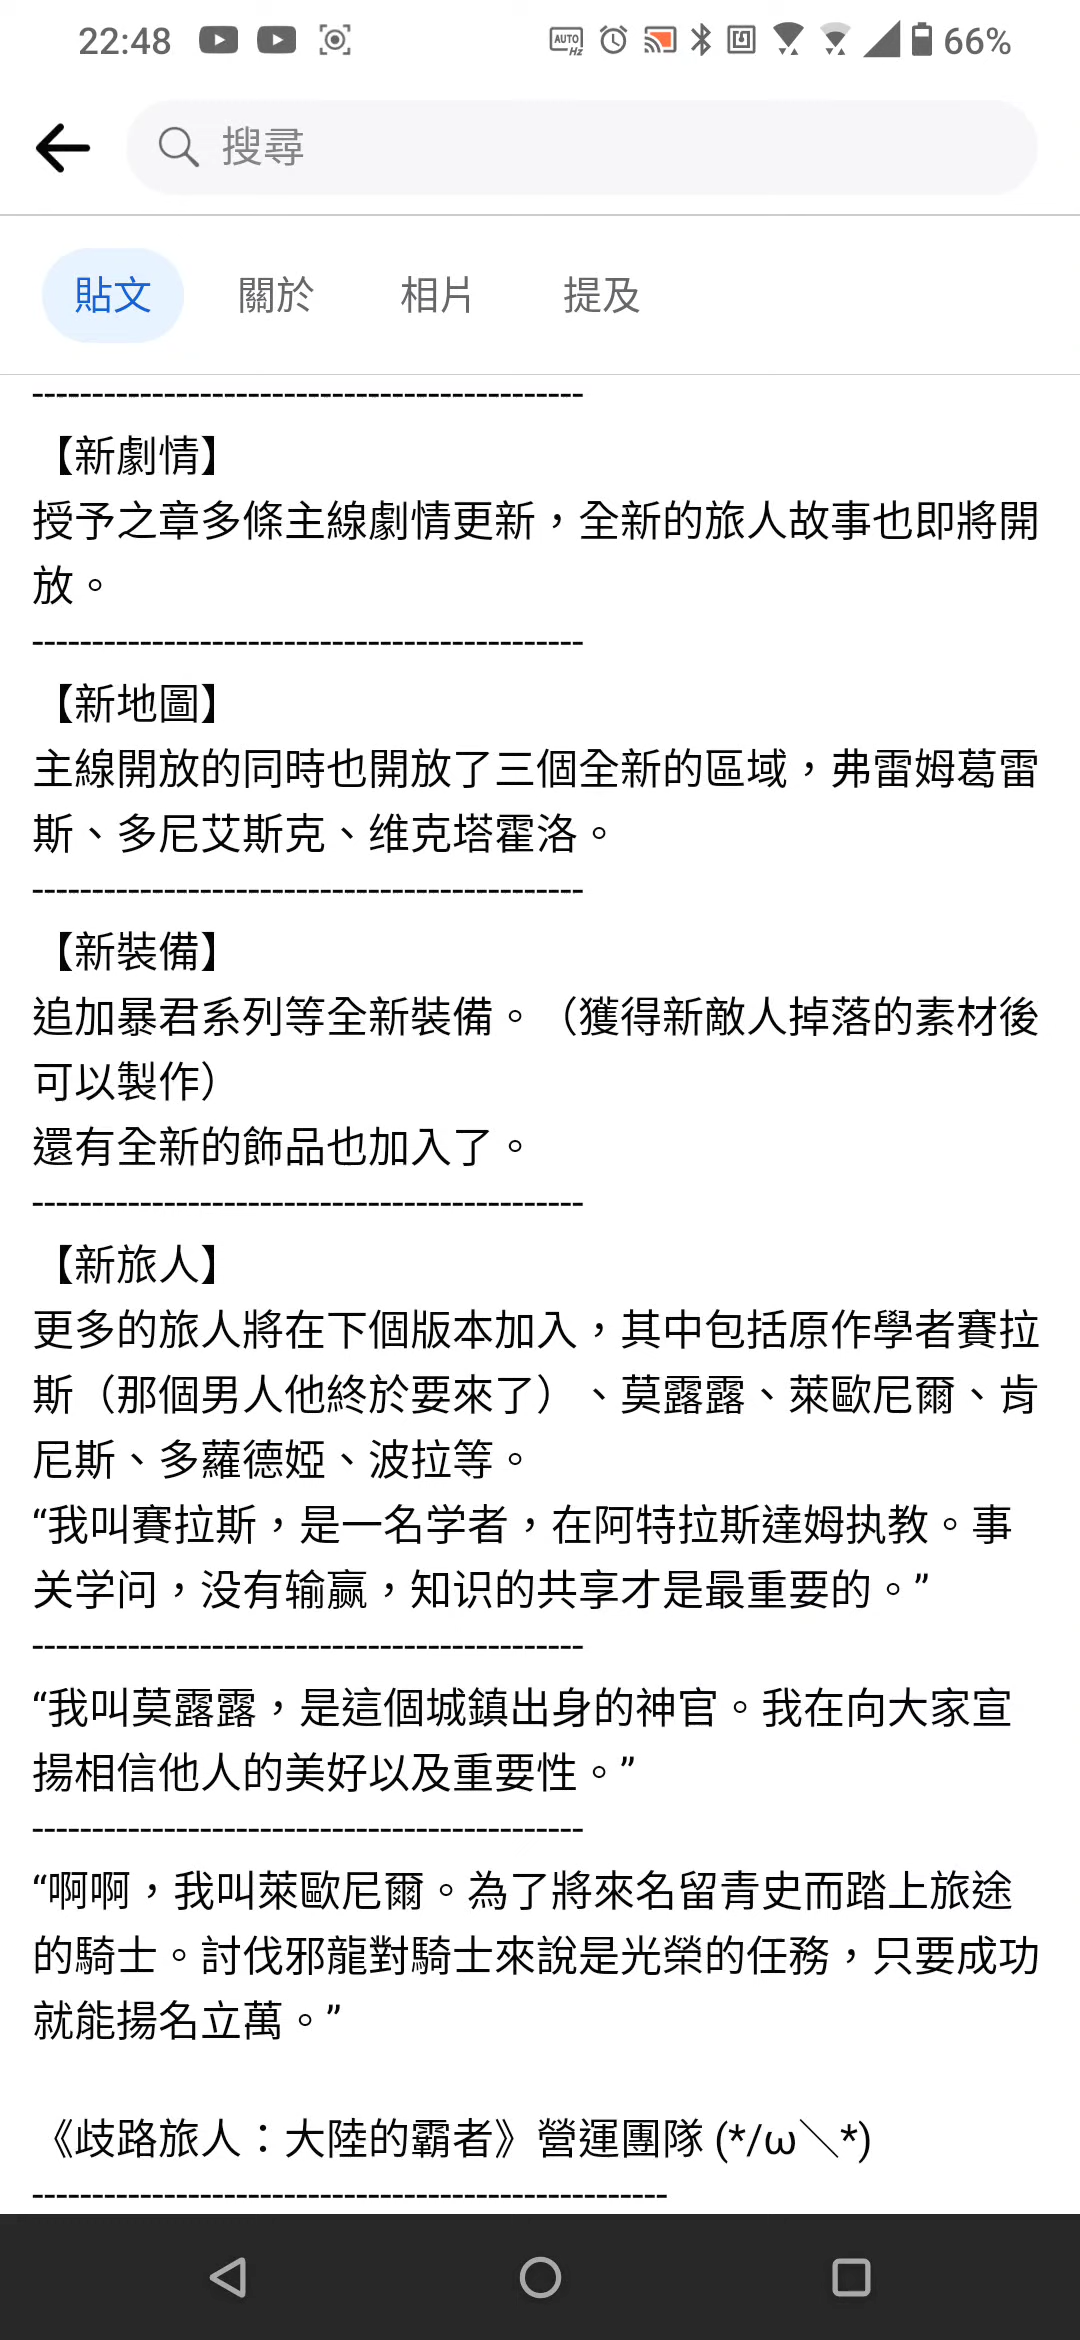 22:48 AUTO Hz 66%
搜尋
貼文 關於 相片 提及
----------------------------------------------
【新劇情】
授予之章多條主線劇情更新，全新的旅人故事也即將開
放。
----------------------------------------------
【新地圖】
主線開放的同時也開放了三個全新的區域，弗雷姆葛雷
斯、多尼艾斯克、维克塔霍洛。
----------------------------------------------
【新裝備】
追加暴君系列等全新裝備。（獲得新敵人掉落的素材後
可以製作）
還有全新的飾品也加入了。
----------------------------------------------
【新旅人】
更多的旅人將在下個版本加入，其中包括原作學者賽拉
斯（那個男人他終於要來了）、莫露露、萊歐尼爾、肯
尼斯、多蘿德婭、波拉等。
“我叫賽拉斯，是一名学者，在阿特拉斯達姆执教。事
关学问，没有输赢，知识的共享才是最重要的。”
----------------------------------------------
“我叫莫露露，是這個城鎮出身的神官。我在向大家宣
揚相信他人的美好以及重要性。”
----------------------------------------------
“啊啊，我叫萊歐尼爾。為了將來名留青史而踏上旅途
的騎士。討伐邪龍對騎士來說是光榮的任務，只要成功
就能揚名立萬。”
《歧路旅人：大陸的霸者》營運團隊 (*/ω＼*)
-----------------------------------------------------